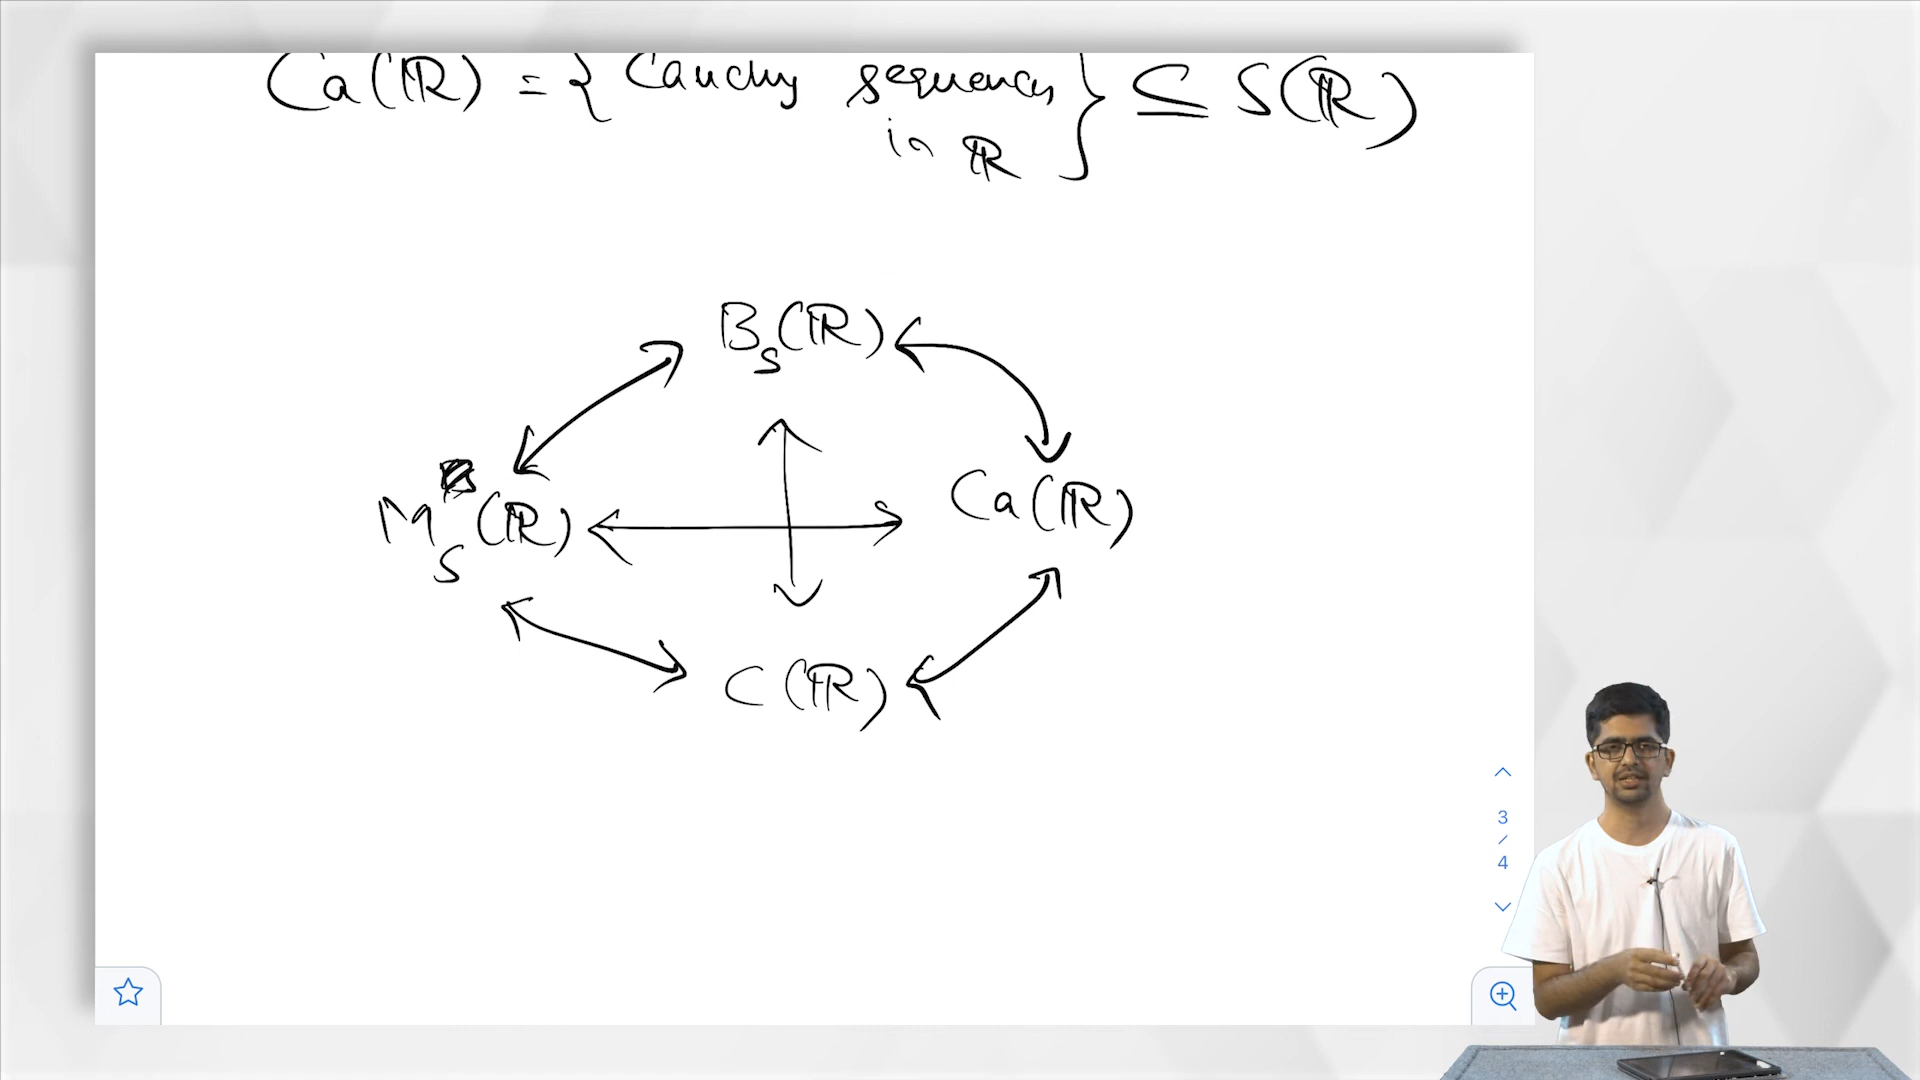 Ca(ℝ) = { Cauchy sequences } ⊆ S(ℝ)
in ℝ
B_S(ℝ)
M_S(ℝ)
Ca(ℝ)
C(ℝ)
3
/
4